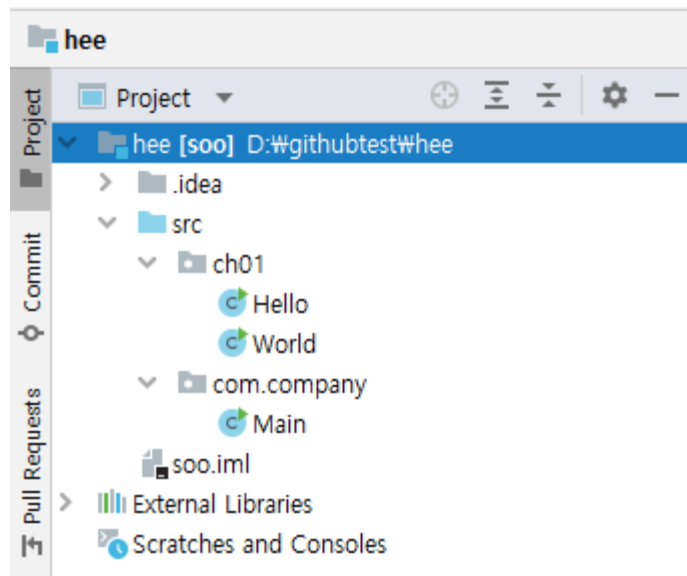 hee
Project
Project
Commit
Pull Requests
hee [soo] D:₩githubtest₩hee
.idea
src
ch01
Hello
World
com.company
Main
soo.iml
External Libraries
Scratches and Consoles